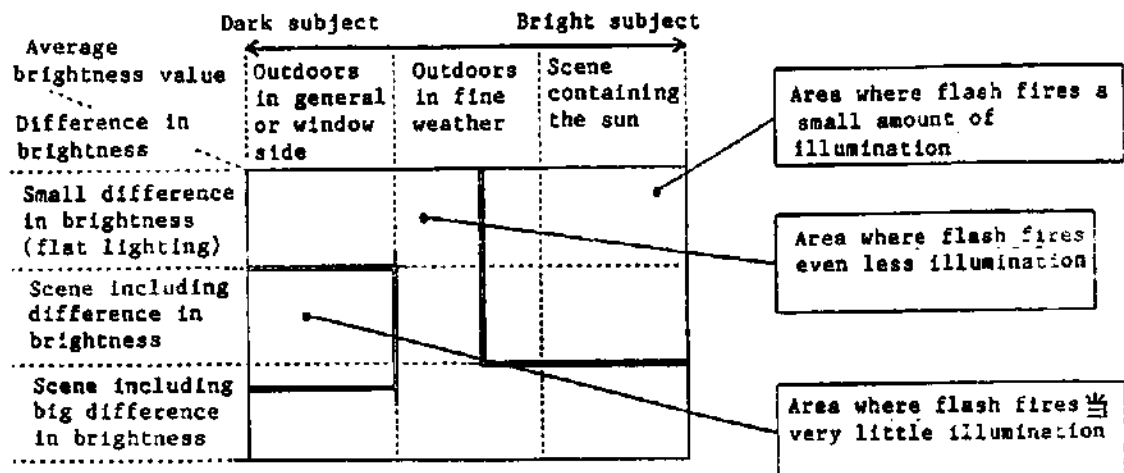 Dark subject
Bright subject
Average
brightness value
Difference in
brightness
Outdoors
in general
or window
side
Outdoors
in fine
weather
Scene
containing
the sun
Small difference
in brightness
(flat lighting)
Scene including
difference in
brightness
Scene including
big difference
in brightness
Area where flash fires a
small amount of
illumination
Area where flash fires
even less illumination
Area where flash fires
very little illumination